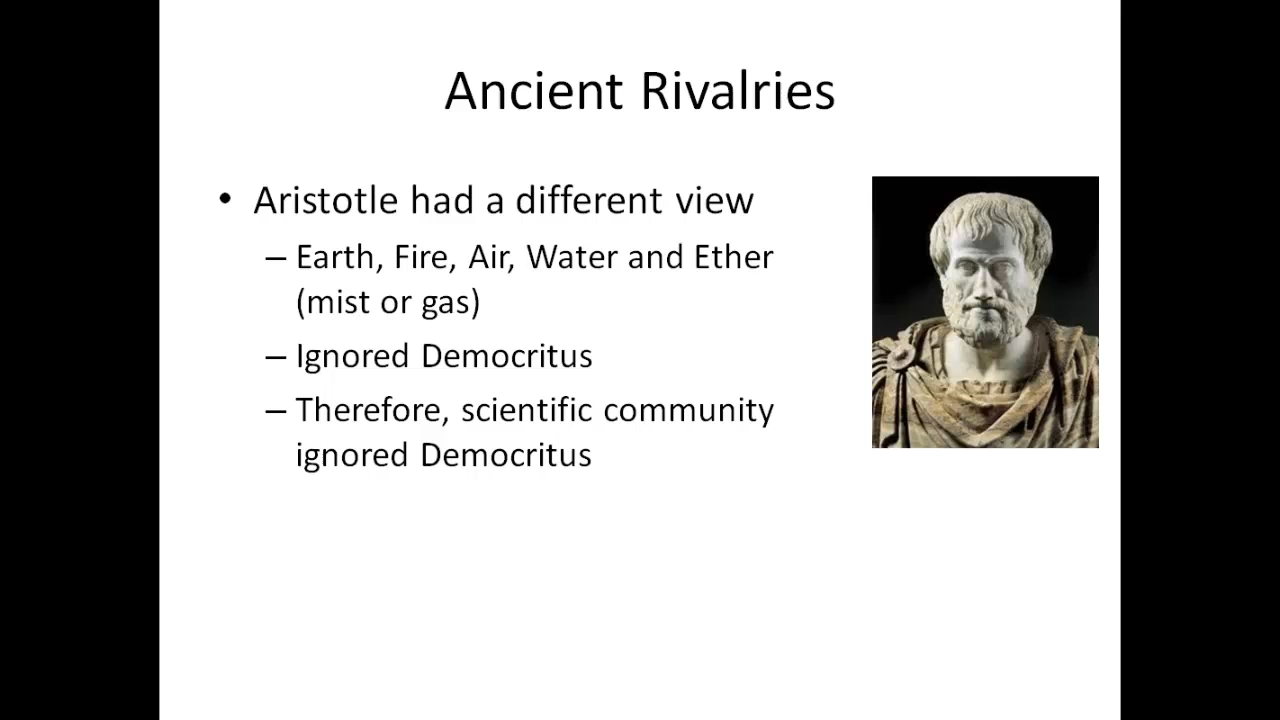 Ancient Rivalries
• Aristotle had a different view
– Earth, Fire, Air, Water and Ether
(mist or gas)
– Ignored Democritus
– Therefore, scientific community
ignored Democritus